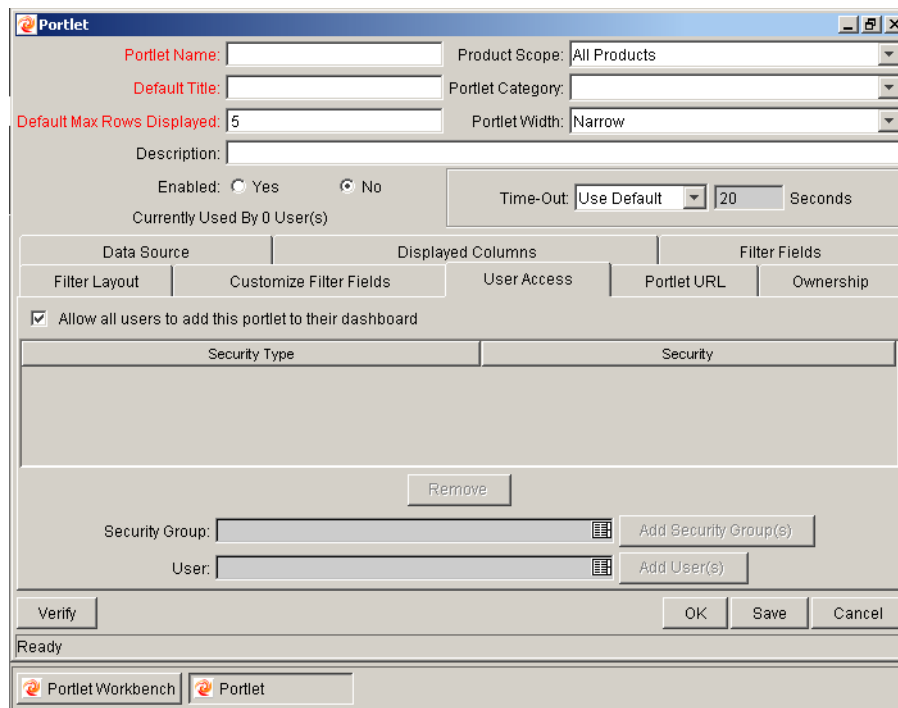 Portlet
Portlet Name: Product Scope: All Products
Default Title: Portlet Category:
Default Max Rows Displayed: 5 Portlet Width: Narrow
Description:
Enabled: Yes No
Time-Out: Use Default 20 Seconds
Currently Used By 0 User(s)
Data Source Displayed Columns Filter Fields
Filter Layout Customize Filter Fields User Access Portlet URL Ownership
Allow all users to add this portlet to their dashboard
Security Type Security
Remove
Security Group: Add Security Group(s)
User: Add User(s)
Verify OK Save Cancel
Ready
Portlet Workbench Portlet